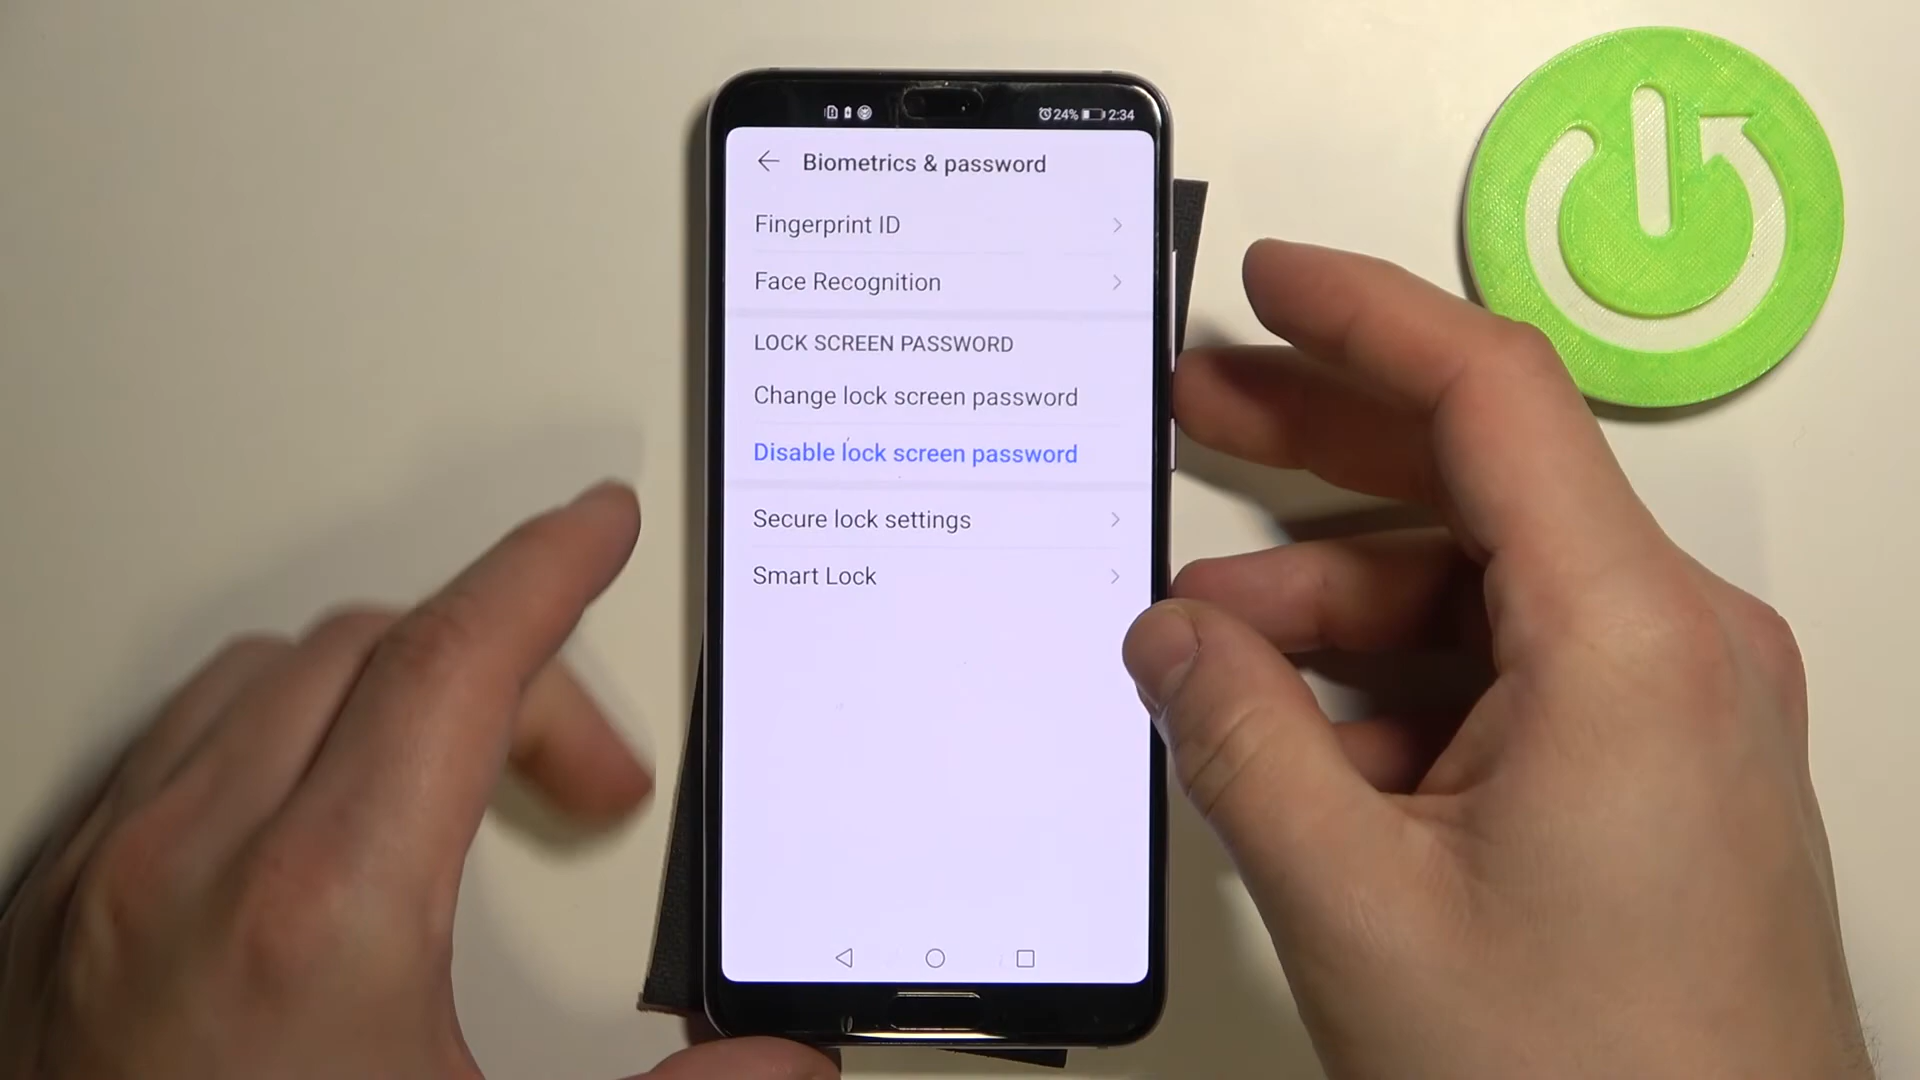 24% 2:34
Biometrics & password
Fingerprint ID
Face Recognition
LOCK SCREEN PASSWORD
Change lock screen password
Disable lock screen password
Secure lock settings
Smart Lock